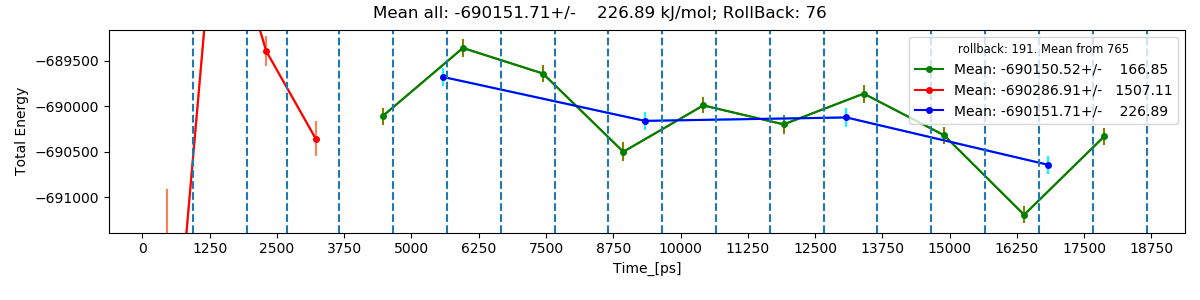 Mean all: -690151.71+/-    226.89 kJ/mol; RollBack: 76
rollback: 191. Mean from 765
Mean: -690150.52+/-    166.85
Mean: -690286.91+/-   1507.11
Mean: -690151.71+/-    226.89
Total Energy
−689500
−690000
−690500
−691000
0 1250 2500 3750 5000 6250 7500 8750 10000 11250 12500 13750 15000 16250 17500 18750
Time_[ps]